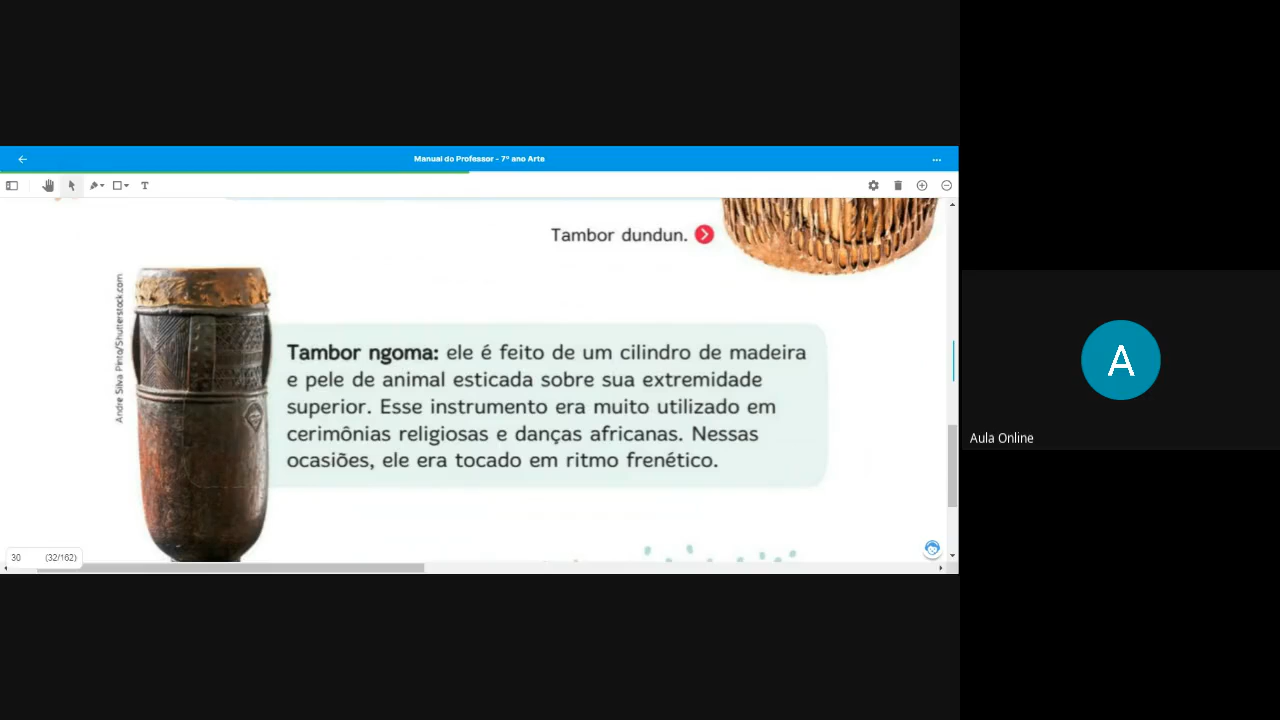 Manual do Professor - 7º ano Arts
T
Tambor dundun.
Andre Silva Pinto/Shutterstock.com
Tambor ngoma: ele é feito de um cilindro de madeira
e pele de animal esticada sobre sua extremidade
superior. Esse instrumento era muito utilizado em
cerimônias religiosas e danças africanas. Nessas
ocasiões, ele era tocado em ritmo frenético.
30 (32/162)
A
Aula Online